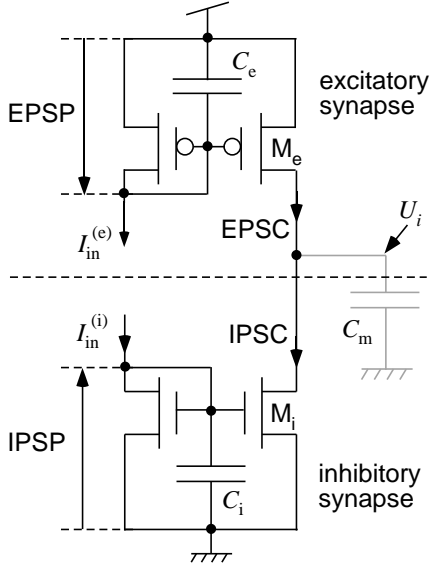 C_e
excitatory
synapse
EPSP
M_e
I_in^(e)
EPSC
U_i
I_in^(i)
IPSC
C_m
IPSP
M_i
C_i
inhibitory
synapse